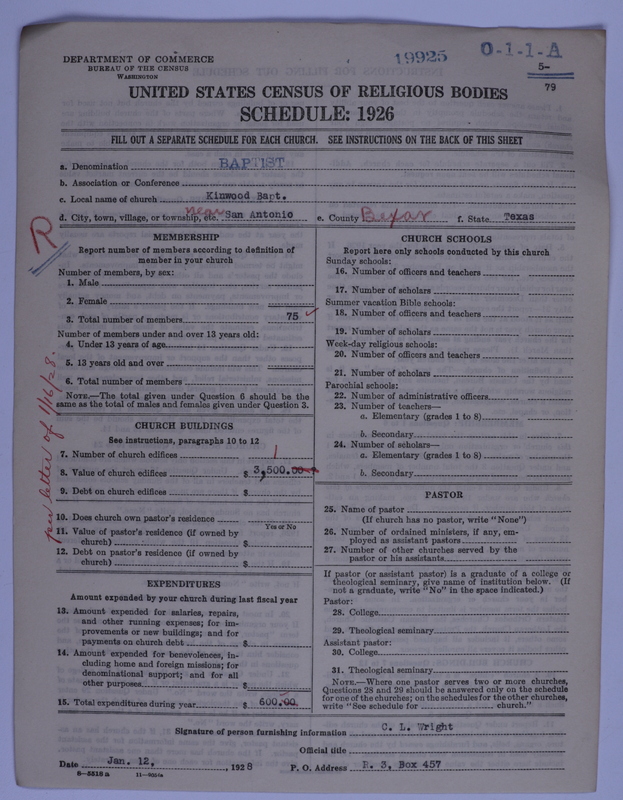 DEPARTMENT OF COMMERCE
BUREAU OF THE CENSUS
WASHINGTON
19925
0-1-1-A
5-
79
UNITED STATES CENSUS OF RELIGIOUS BODIES
SCHEDULE: 1926
FILL OUT A SEPARATE SCHEDULE FOR EACH CHURCH. SEE INSTRUCTIONS ON THE BACK OF THIS SHEET
a. Denomination BAPTIST
b. Association or Conference
c. Local name of church Kinwood Bapt.
d. City, town, village, or township, etc. near San Antonio e. County Bexar f. State Texas
R
per letter of 1/16/28.
MEMBERSHIP
Report number of members according to definition of
member in your church
Number of members, by sex:
1. Male
2. Female
3. Total number of members 75
Number of members under and over 13 years old:
4. Under 13 years of age
5. 13 years old and over
6. Total number of members
NOTE.—The total given under Question 6 should be the
same as the total of males and females given under Question 3.
CHURCH BUILDINGS
See instructions, paragraphs 10 to 12
7. Number of church edifices 1
8. Value of church edifices $ 3,500.00
9. Debt on church edifices $
10. Does church own pastor's residence
Yes or No
11. Value of pastor's residence (if owned by
church) $
12. Debt on pastor's residence (if owned by
church) $
EXPENDITURES
Amount expended by your church during last fiscal year
13. Amount expended for salaries, repairs,
and other running expenses; for im-
provements or new buildings; and for
payments on church debt $
14. Amount expended for benevolences, in-
cluding home and foreign missions; for
denominational support; and for all
other purposes $
15. Total expenditures during year $ 600.00
CHURCH SCHOOLS
Report here only schools conducted by this church
Sunday schools:
16. Number of officers and teachers
17. Number of scholars
Summer vacation Bible schools:
18. Number of officers and teachers
19. Number of scholars
Week-day religious schools:
20. Number of officers and teachers
21. Number of scholars
Parochial schools:
22. Number of administrative officers
23. Number of teachers—
a. Elementary (grades 1 to 8)
b. Secondary
24. Number of scholars—
a. Elementary (grades 1 to 8)
b. Secondary
PASTOR
25. Name of pastor
(If church has no pastor, write "None")
26. Number of ordained ministers, if any, em-
ployed as assistant pastors
27. Number of other churches served by the
pastor or his assistants
If pastor (or assistant pastor) is a graduate of a college or
theological seminary, give name of institution below. (If
not a graduate, write "No" in the space indicated.)
Pastor:
28. College
29. Theological seminary
Assistant pastor:
30. College
31. Theological seminary
NOTE.—Where one pastor serves two or more churches,
Questions 28 and 29 should be answered only on the schedule
for one of the churches; on the schedules for the other churches,
write "See schedule for church."
Signature of person furnishing information C. L. Wright
Official title
Date Jan. 12, , 1928 P. O. Address R. 3, Box 457
6-5518a 11-9024a